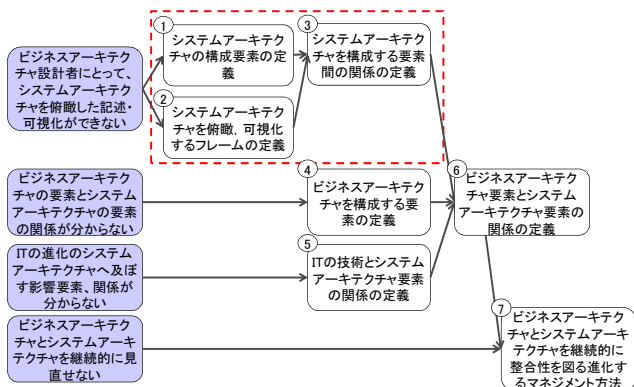 ビジネスアーキテク
チャ設計者にとって、
システムアーキテク
チャを俯瞰した記述・
可視化ができない
1
システムアーキテク
チャの構成要素の定
義
2
システムアーキテク
チャを俯瞰,可視化
するフレームの定義
3
システムアーキテク
チャを構成する要素
間の関係の定義
ビジネスアーキテク
チャの要素とシステム
アーキテクチャの要素
の関係が分からない
4
ビジネスアーキテク
チャを構成する要
素の定義
6
ビジネスアーキテク
チャ要素とシステム
アーキテクチャ要素の
関係の定義
ITの進化のシステム
アーキテクチャへ及ぼ
す影響要素、関係が
分からない
5
ITの技術とシステム
アーキテクチャ要素
の関係の定義
ビジネスアーキテク
チャとシステムアーキ
テクチャを継続的に見
直せない
7
ビジネスアーキテク
チャとシステムアーキ
テクチャを継続的に
整合性を図る進化す
るマネジメント方法